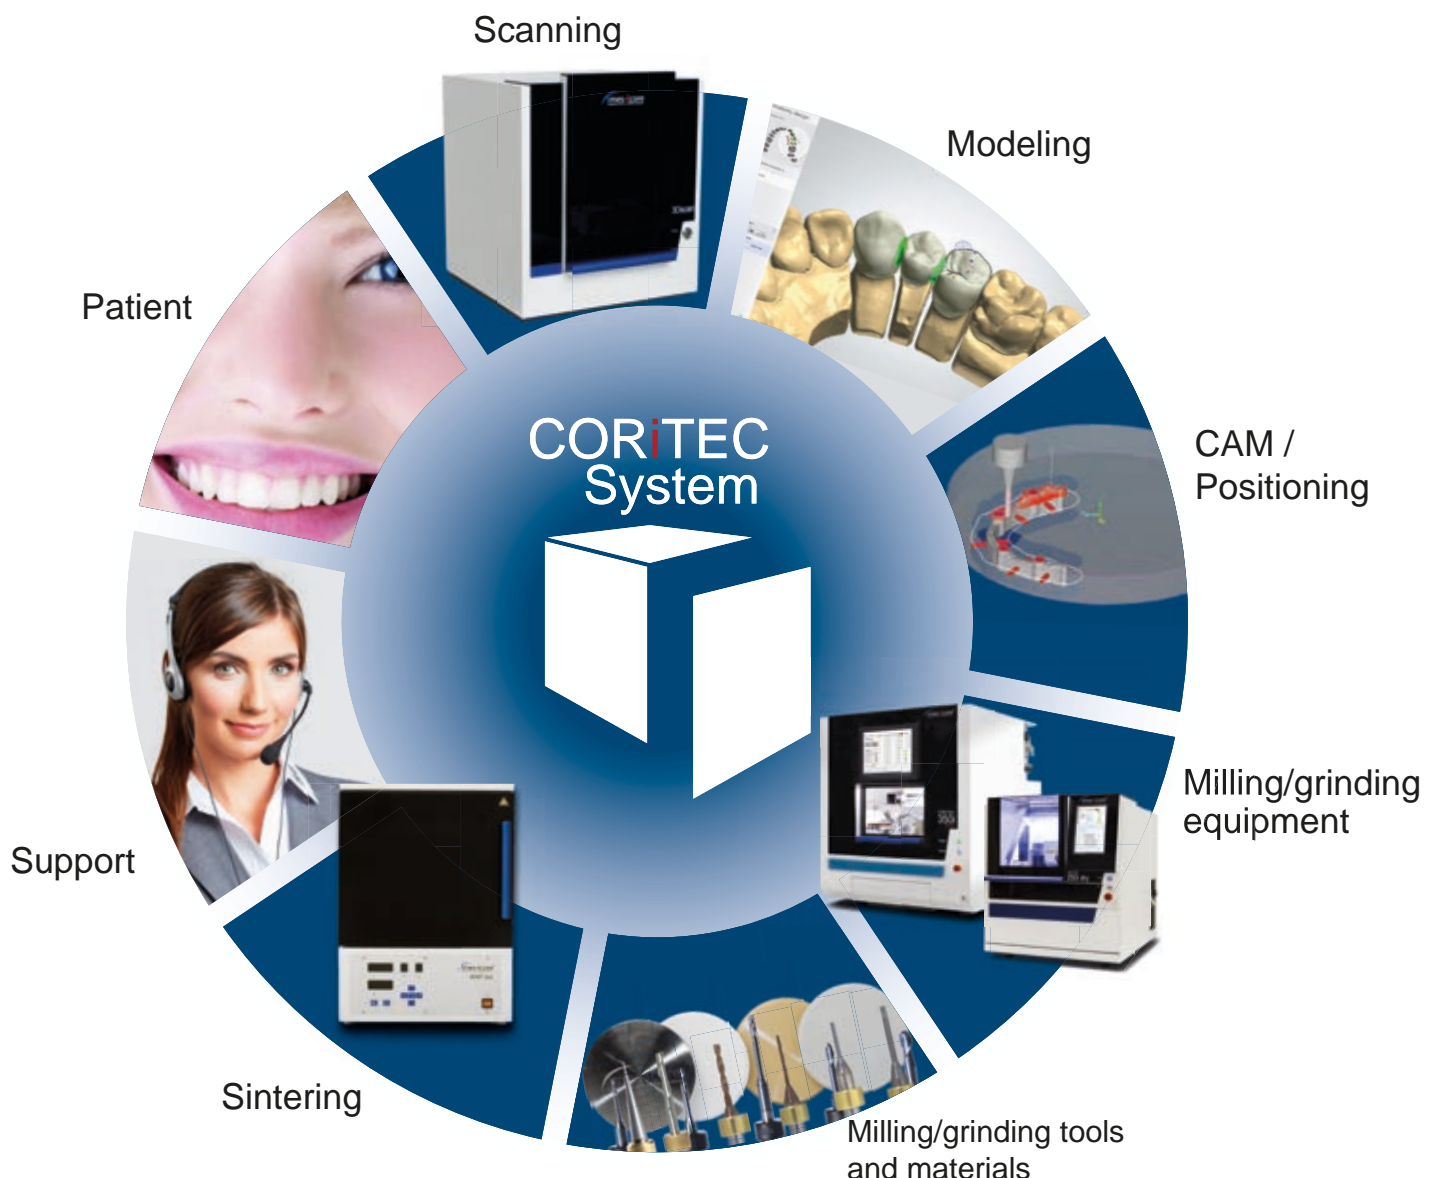 Scanning
Modeling
Patient
CORiTEC
System
CAM /
Positioning
Milling/grinding
equipment
Support
Sintering
Milling/grinding tools
and materials